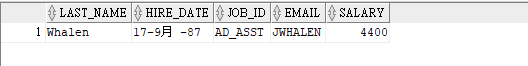 LAST_NAME HIRE_DATE JOB_ID EMAIL SALARY
1 Whalen 17-9月 -87 AD_ASST JWHALEN 4400